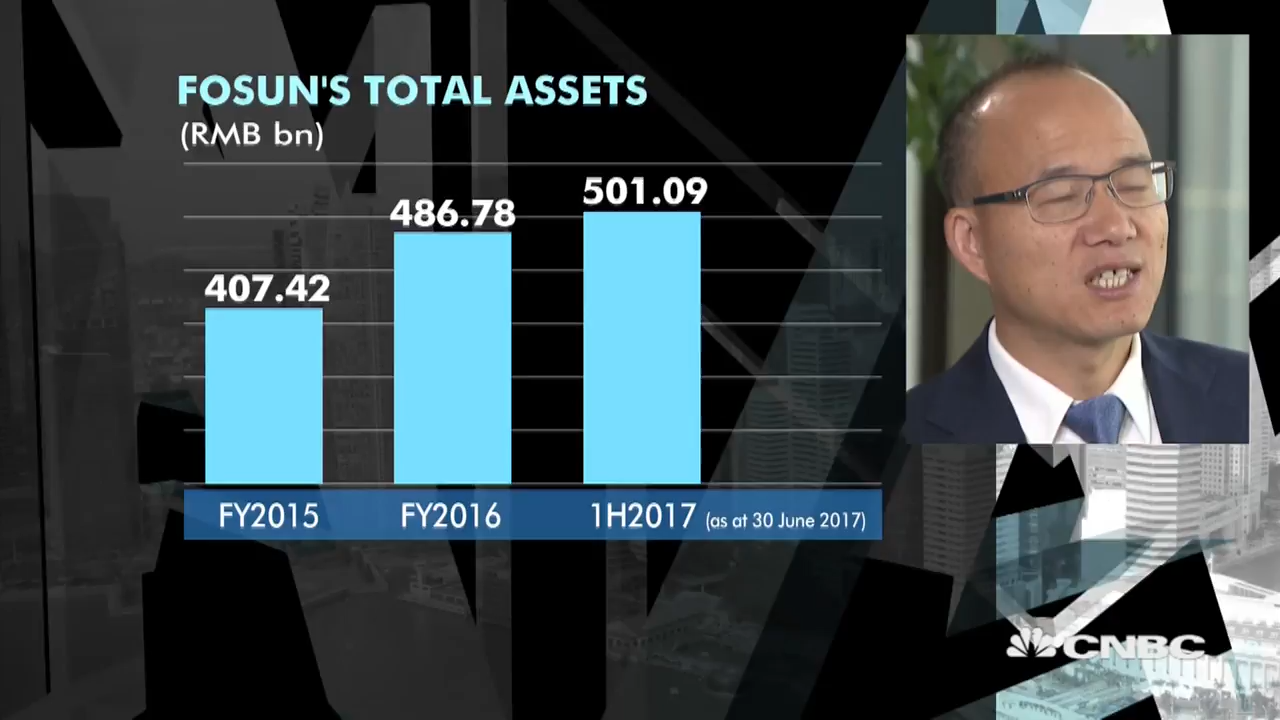 FOSUN'S TOTAL ASSETS
(RMB bn)
407.42
486.78
501.09
FY2015
FY2016
1H2017 (as at 30 June 2017)
CNBC